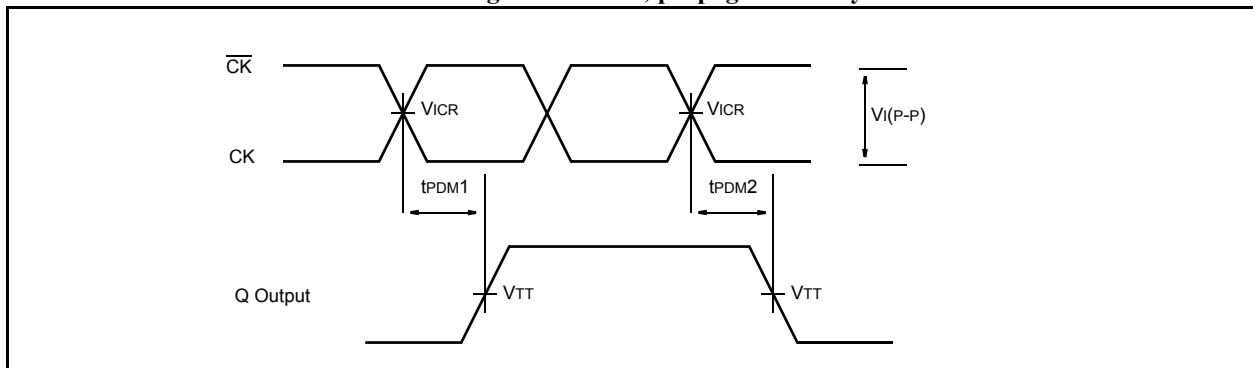 CK
VICR
VICR
VI(P-P)
CK
tPDM1
tPDM2
Q Output
VTT
VTT